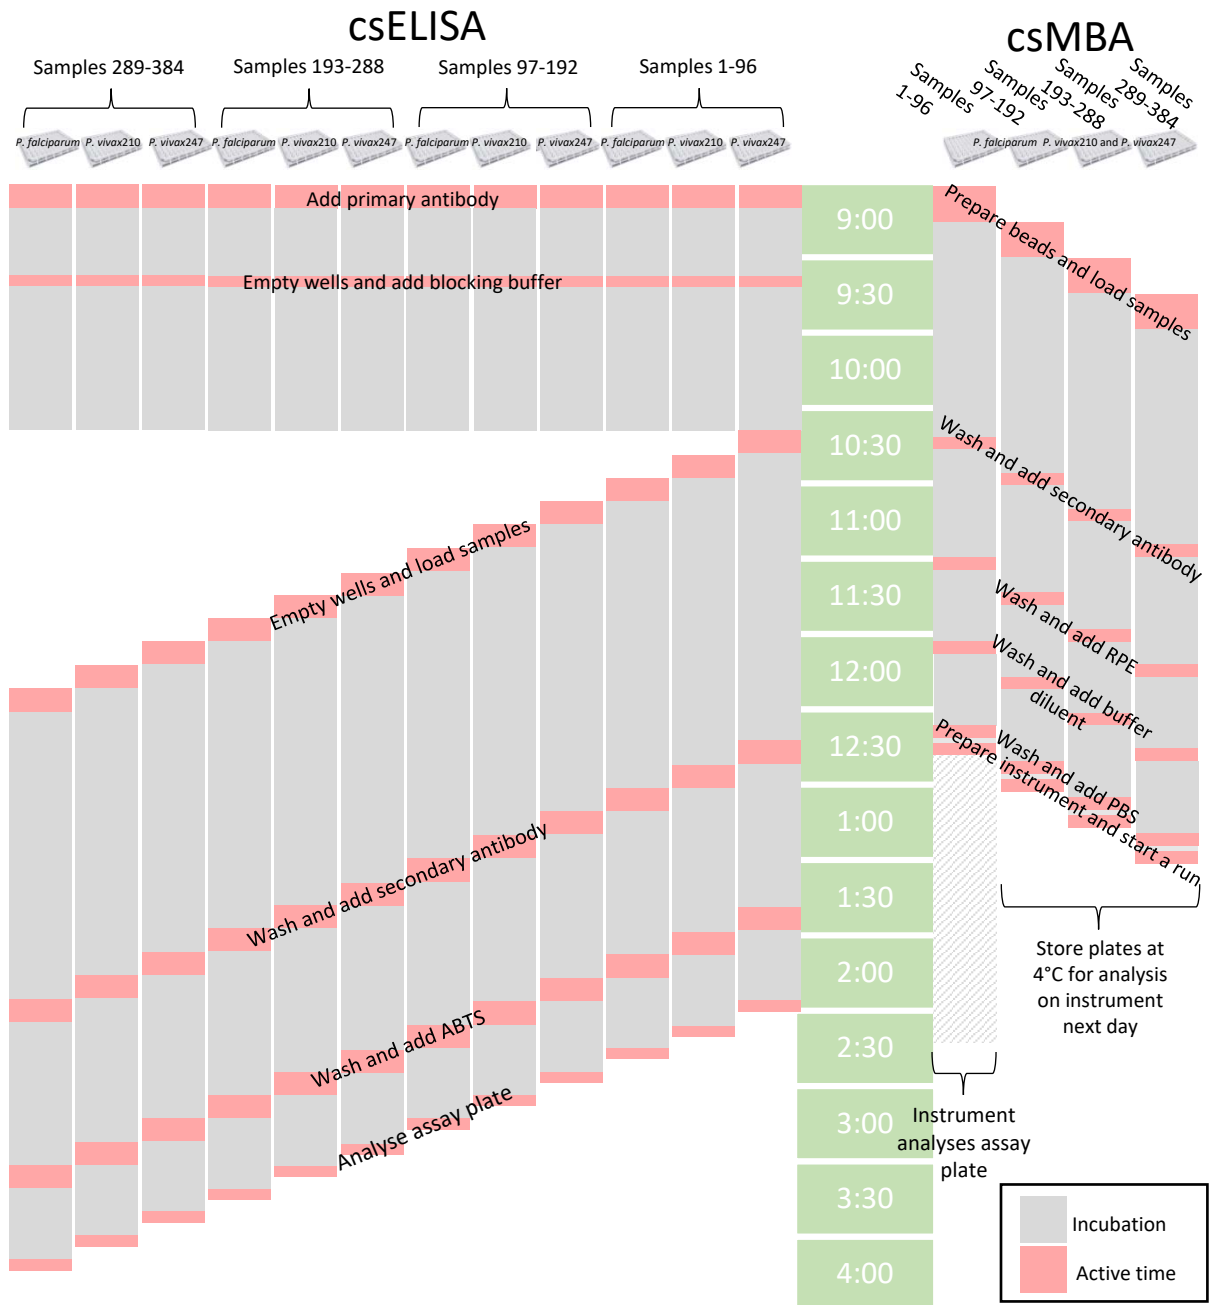 csELISA
csMBA
Samples 289-384
Samples 193-288
Samples 97-192
Samples 1-96
Samples
1-96
Samples
97-192
Samples
193-288
Samples
289-384
P. falciparum
P. vivax210
P. vivax247
P. falciparum
P. vivax210
P. vivax247
P. falciparum
P. vivax210
P. vivax247
P. falciparum
P. vivax210
P. vivax247
P. falciparum P. vivax210 and P. vivax247
Add primary antibody
Empty wells and add blocking buffer
Empty wells and load samples
Wash and add secondary antibody
Wash and add ABTS
Analyse assay plate
9:00
9:30
10:00
10:30
11:00
11:30
12:00
12:30
1:00
1:30
2:00
2:30
3:00
3:30
4:00
Prepare beads and load samples
Wash and add secondary antibody
Wash and add RPE
Wash and add buffer
diluent
Wash and add PBS
Prepare instrument and start a run
Store plates at
4°C for analysis
on instrument
next day
Instrument
analyses assay
plate
Incubation
Active time